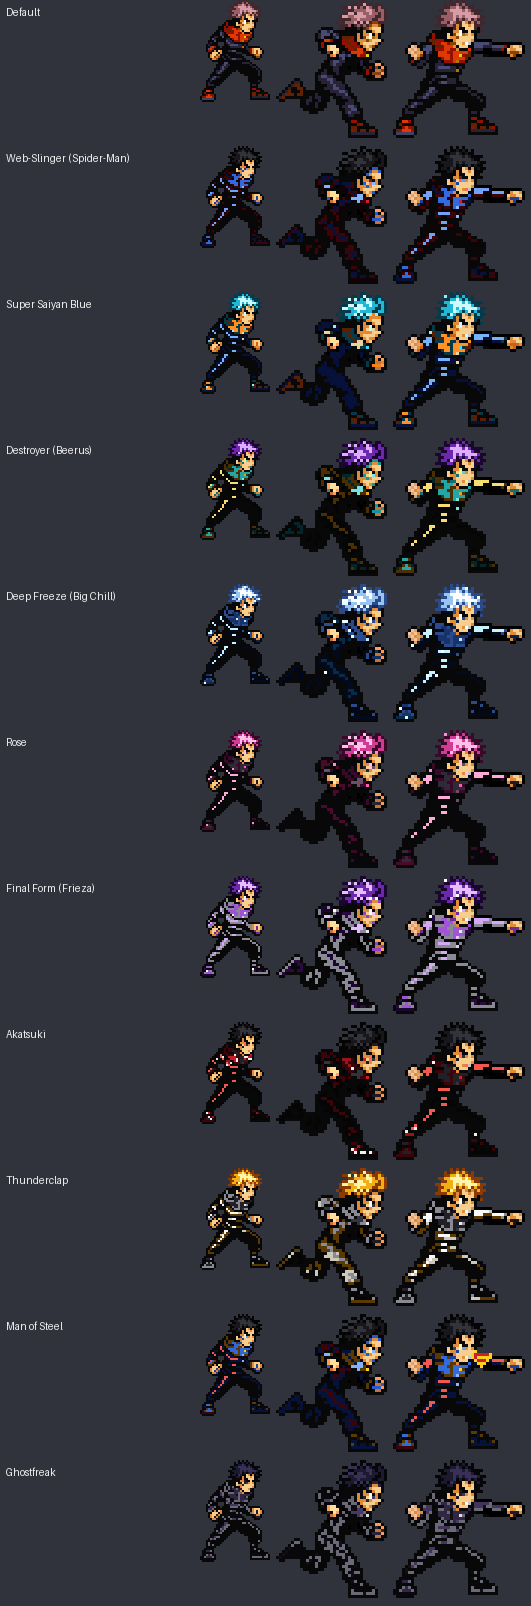 Default
Web-Slinger (Spider-Man)
Super Saiyan Blue
Destroyer (Beerus)
Deep Freeze (Big Chill)
Rose
Final Form (Frieza)
Akatsuki
Thunderclap
Man of Steel
Ghostfreak